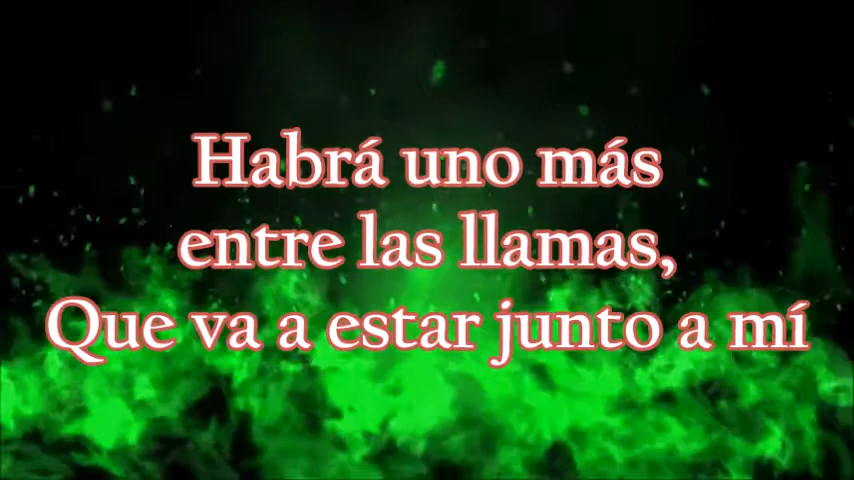 Habrá uno más
entre las llamas,
Que va a estar junto a mí